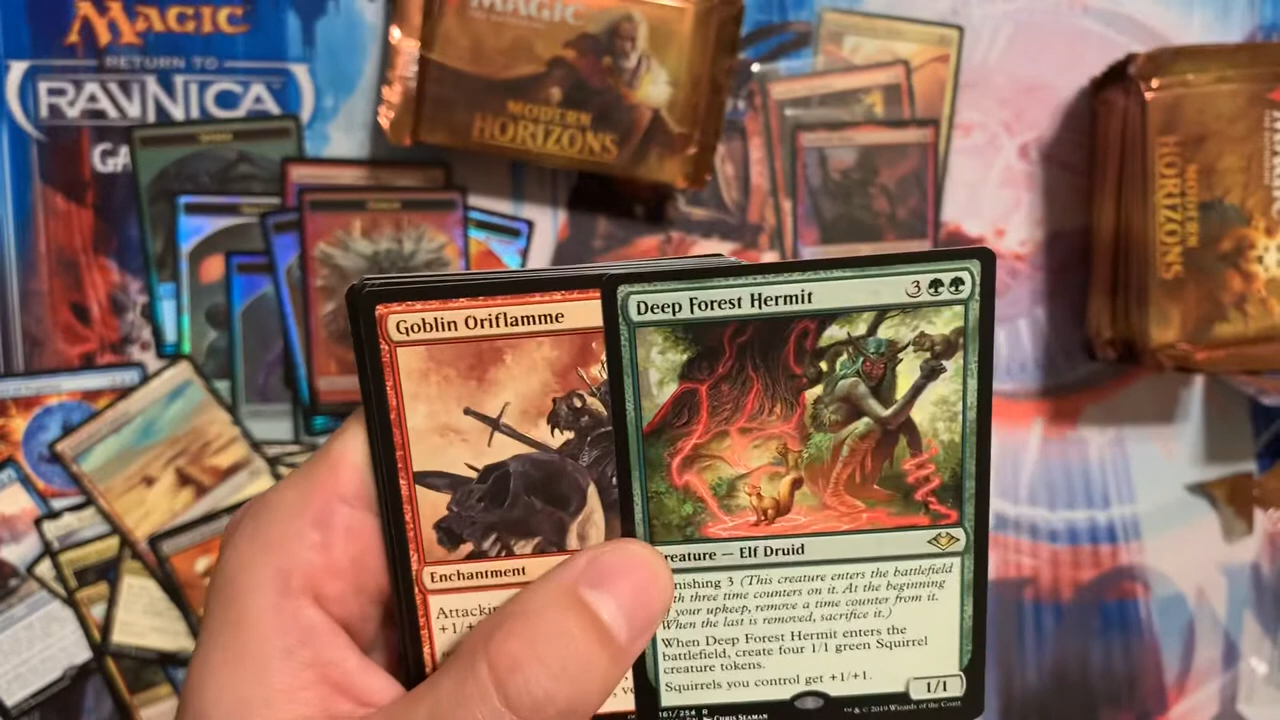 MAGIC
RETURN TO
RAVNICA
GA
MAGIC
MODERN
HORIZONS
MODERN
HORIZONS
Goblin Oriflamme
Enchantment
Attackin
+1/+
Deep Forest Hermit
3
reature — Elf Druid
nishing 3 (This creature enters the battlefield
th three time counters on it. At the beginning
your upkeep, remove a time counter from it.
When the last is removed, sacrifice it.)
When Deep Forest Hermit enters the
battlefield, create four 1/1 green Squirrel
creature tokens.
Squirrels you control get +1/+1.
1/1
161/254 R
Chris Seaman
™ & © 2019 Wizards of the Coast